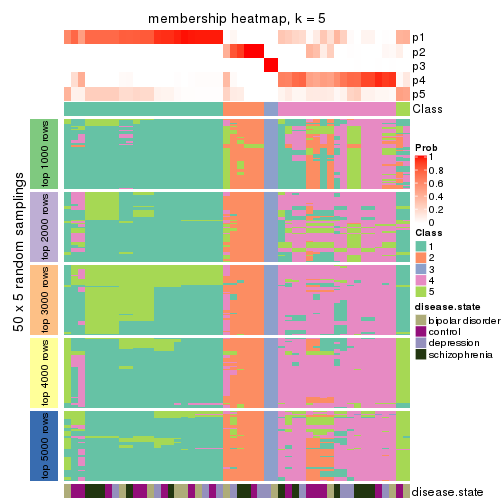 membership heatmap, k = 5
p1
p2
p3
p4
p5
Class
50 x 5 random samplings
top 1000 rows
top 2000 rows
top 3000 rows
top 4000 rows
top 5000 rows
Prob
1
0.8
0.6
0.4
0.2
0
Class
1
2
3
4
5
disease.state
bipolar disorder
control
depression
schizophrenia
disease.state